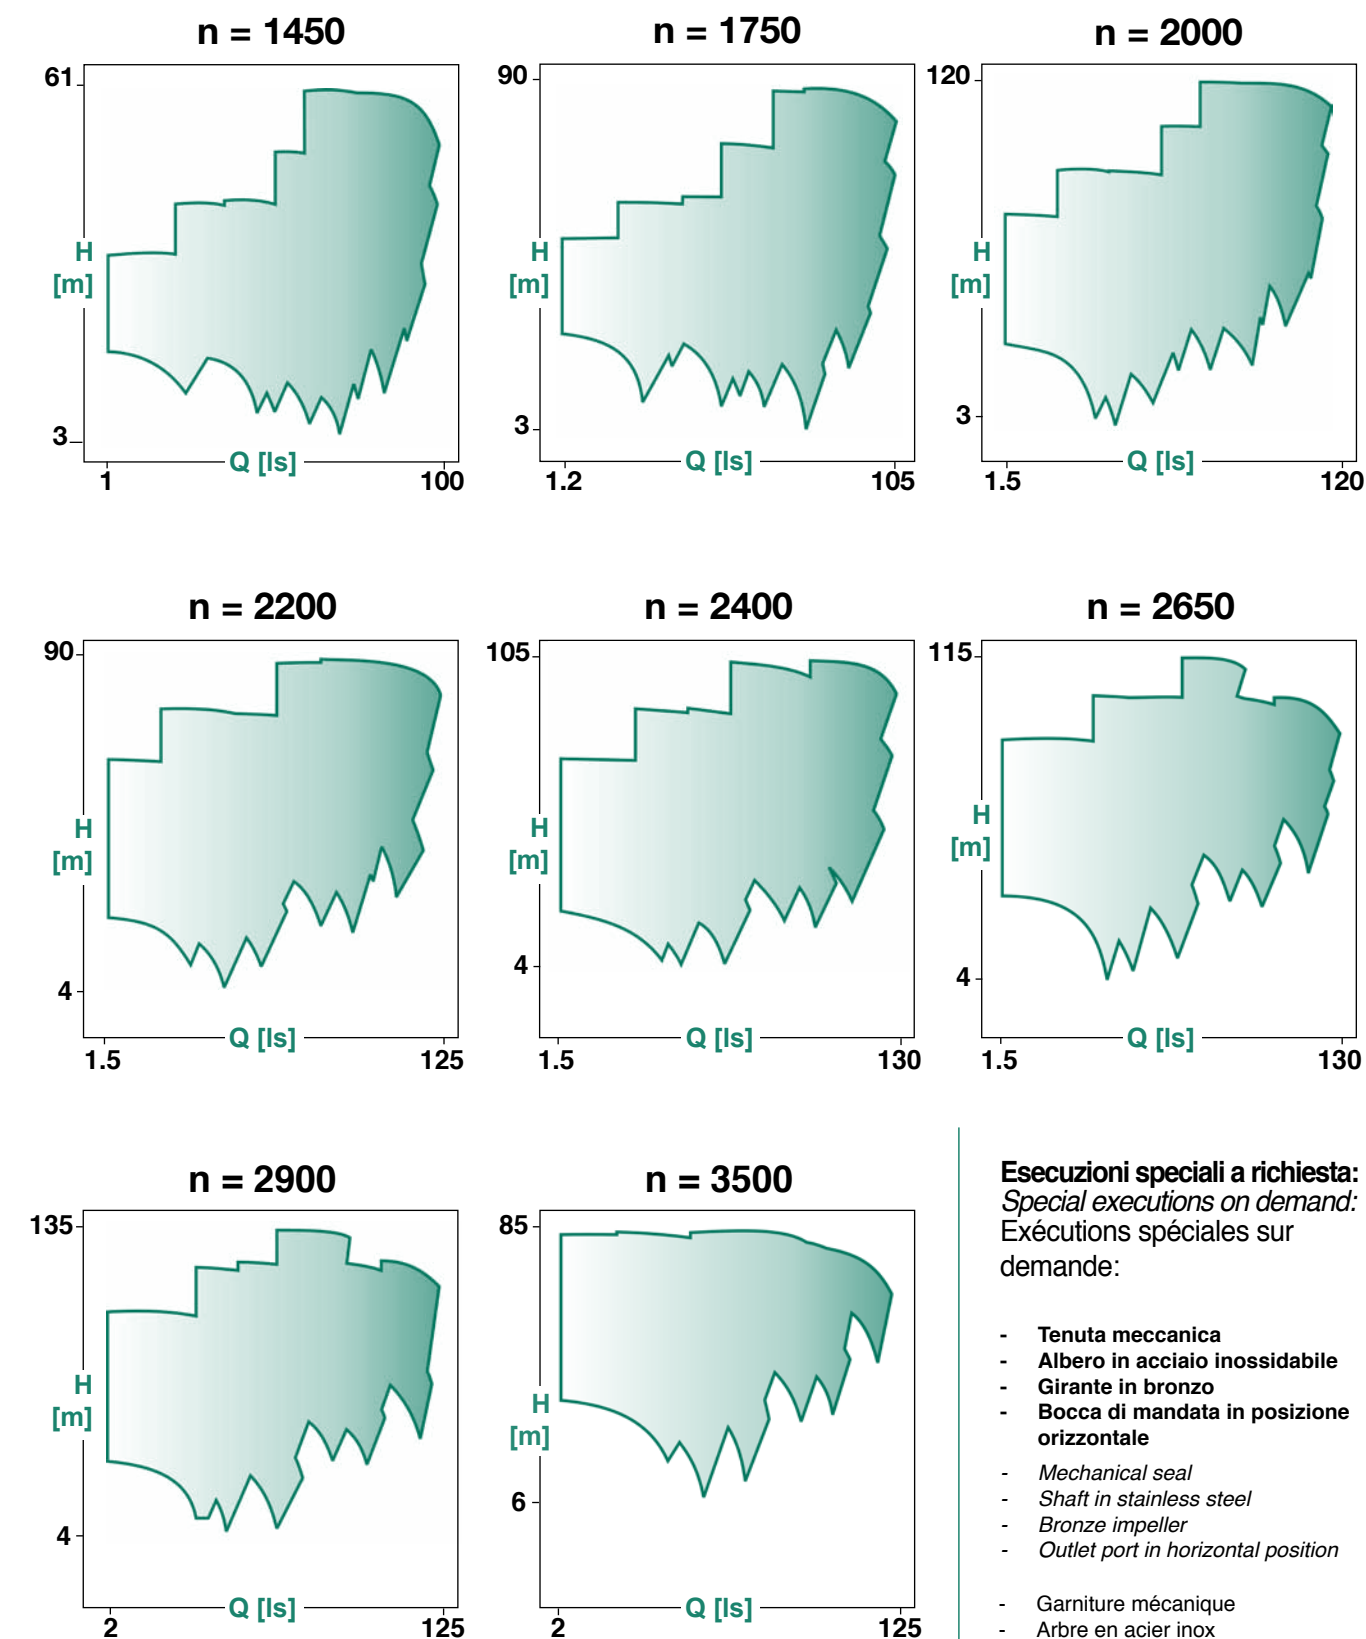 n = 1450
61
H
[m]
3
1
Q [ls]
100
n = 1750
90
H
[m]
3
1.2
Q [ls]
105
n = 2000
120
H
[m]
3
1.5
Q [ls]
120
n = 2200
90
H
[m]
4
1.5
Q [ls]
125
n = 2400
105
H
[m]
4
1.5
Q [ls]
130
n = 2650
115
H
[m]
4
1.5
Q [ls]
130
n = 2900
135
H
[m]
4
2
Q [ls]
125
n = 3500
85
H
[m]
6
2
Q [ls]
125
Esecuzioni speciali a richiesta:
Special executions on demand:
Exécutions spéciales sur
demande:
- Tenuta meccanica
- Albero in acciaio inossidabile
- Girante in bronzo
- Bocca di mandata in posizione
orizzontale
- Mechanical seal
- Shaft in stainless steel
- Bronze impeller
- Outlet port in horizontal position
- Garniture mécanique
- Arbre en acier inox